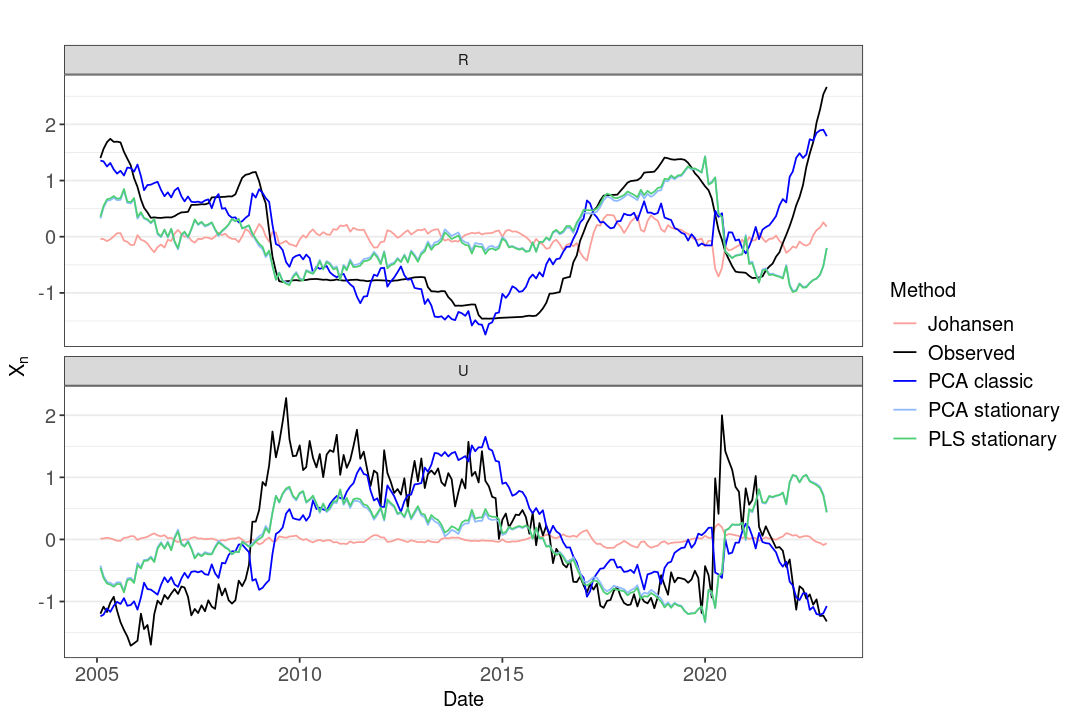 R
2
1
0
-1
U
2
1
0
-1
X_n
2005 2010 2015 2020
Date
Method
Johansen
Observed
PCA classic
PCA stationary
PLS stationary